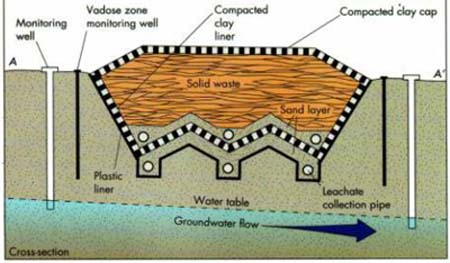 Monitoring
well
Vadose zone
monitoring well
Compacted
clay
liner
Compacted clay cap
A
A'
Solid waste
Sand layer
Plastic
liner
Leachate
collection pipe
Water table
Groundwater flow
Cross-section